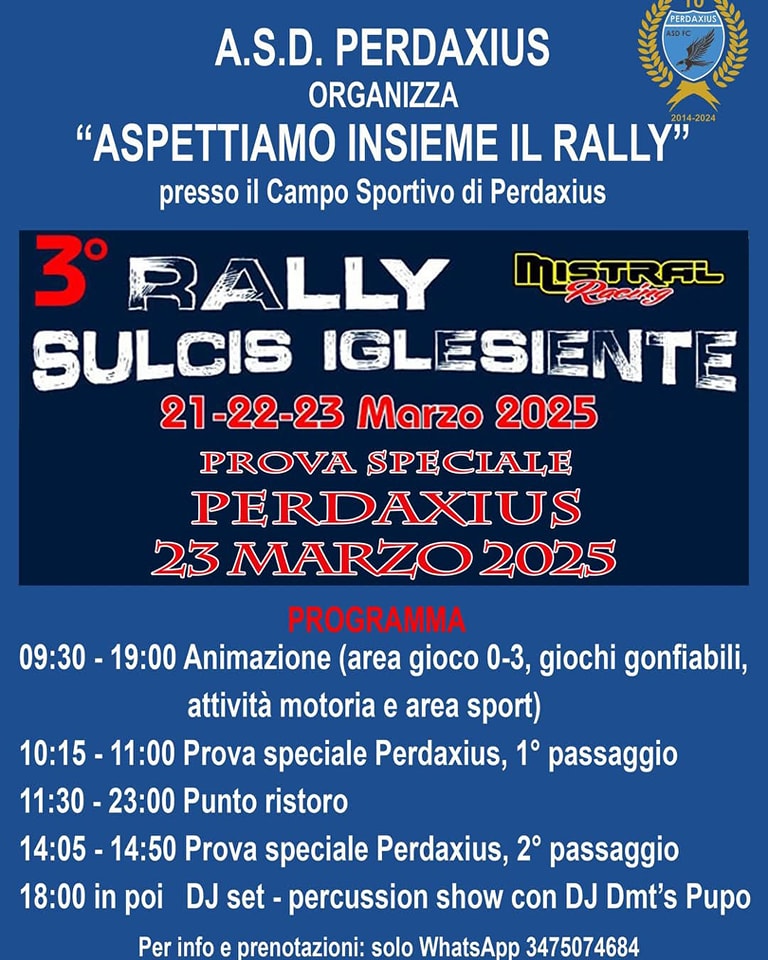 A.S.D. PERDAXIUS
10
PERDAXIUS
ASD FC
2014-2024
ORGANIZZA
“ASPETTIAMO INSIEME IL RALLY”
presso il Campo Sportivo di Perdaxius
3° RALLY
MISTRAL
Racing
SULCIS IGLESIENTE
21-22-23 Marzo 2025
PROVA SPECIALE
PERDAXIUS
23 MARZO 2025
PROGRAMMA
09:30 - 19:00 Animazione (area gioco 0-3, giochi gonfiabili,
attività motoria e area sport)
10:15 - 11:00 Prova speciale Perdaxius, 1° passaggio
11:30 - 23:00 Punto ristoro
14:05 - 14:50 Prova speciale Perdaxius, 2° passaggio
18:00 in poi DJ set - percussion show con DJ Dmt’s Pupo
Per info e prenotazioni: solo WhatsApp 3475074684